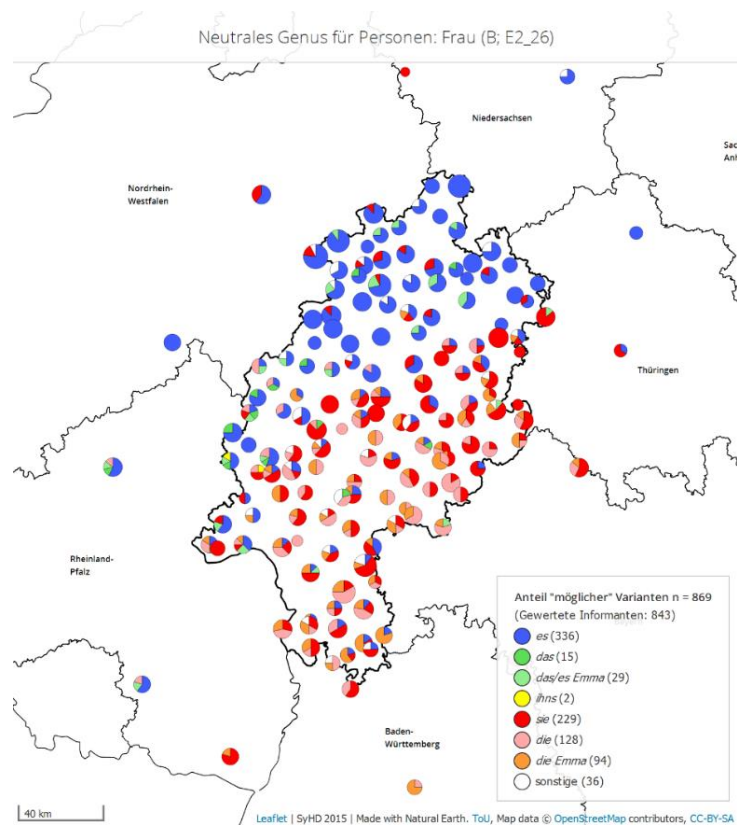 Neutrales Genus für Personen: Frau (B; E2_26)
Niedersachsen
Sac
Anh
Nordrhein-
Westfalen
Thüringen
Rheinland-
Pfalz
Baden-
Württemberg
Anteil "möglicher" Varianten n = 869
(Gewertete Informanten: 843)
es (336)
das (15)
das/es Emma (29)
ihns (2)
sie (229)
die (128)
die Emma (94)
sonstige (36)
40 km
Leaflet | SyHD 2015 | Made with Natural Earth. ToU, Map data © OpenStreetMap contributors, CC-BY-SA